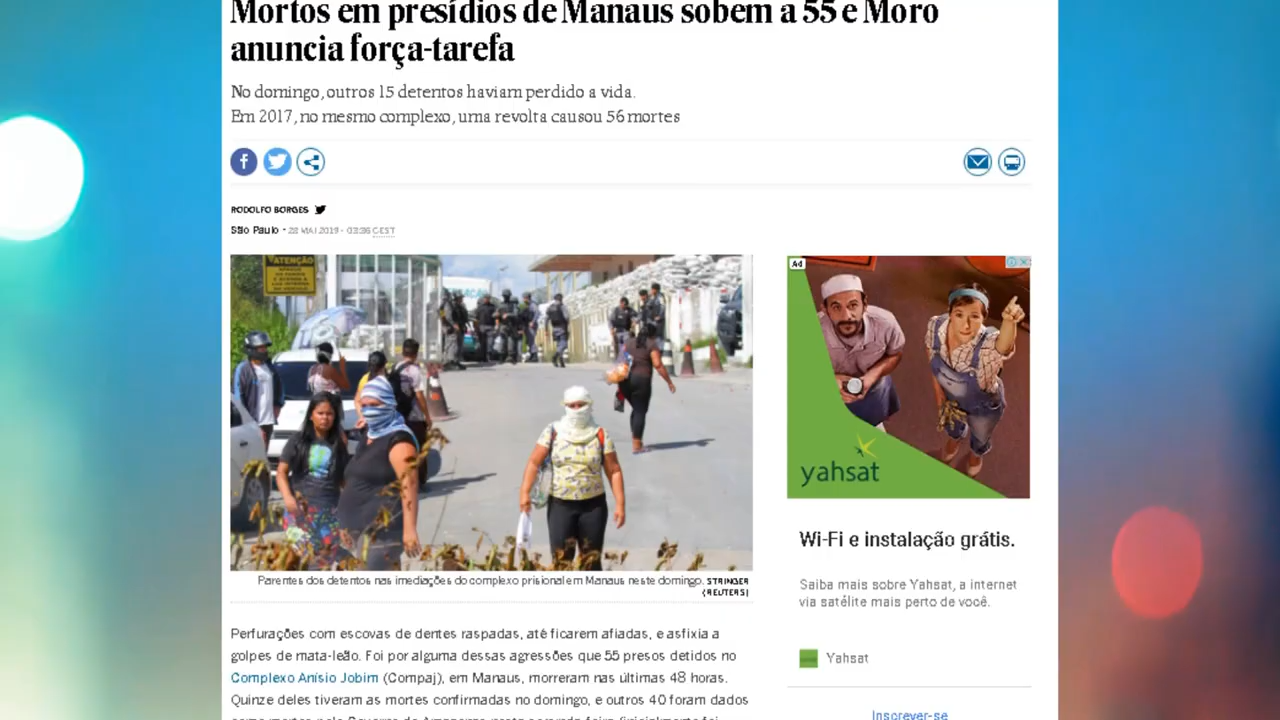 Mortos em presídios de Manaus sobem a 55 e Moro
anuncia força-tarefa
No domingo, outros 15 detentos haviam perdido a vida.
Em 2017, no mesmo complexo, uma revolta causou 56 mortes
RODOLFO BORGES
São Paulo - 28 MAI 2019 - 03:36 CEST
ATENÇÃO
Parentes dos detentos nas imediações do complexo prisional em Manaus neste domingo. STRINGER
(REUTERS)
Ad
yahsat
Wi-Fi e instalação grátis.
Saiba mais sobre Yahsat, a internet
via satélite mais perto de você.
Yahsat
Inscrever-se
Perfurações com escovas de dentes raspadas, até ficarem afiadas, e asfixia a
golpes de mata-leão. Foi por alguma dessas agressões que 55 presos detidos no
Complexo Anísio Jobim (Compaj), em Manaus, morreram nas últimas 48 horas.
Quinze deles tiveram as mortes confirmadas no domingo, e outros 40 foram dados